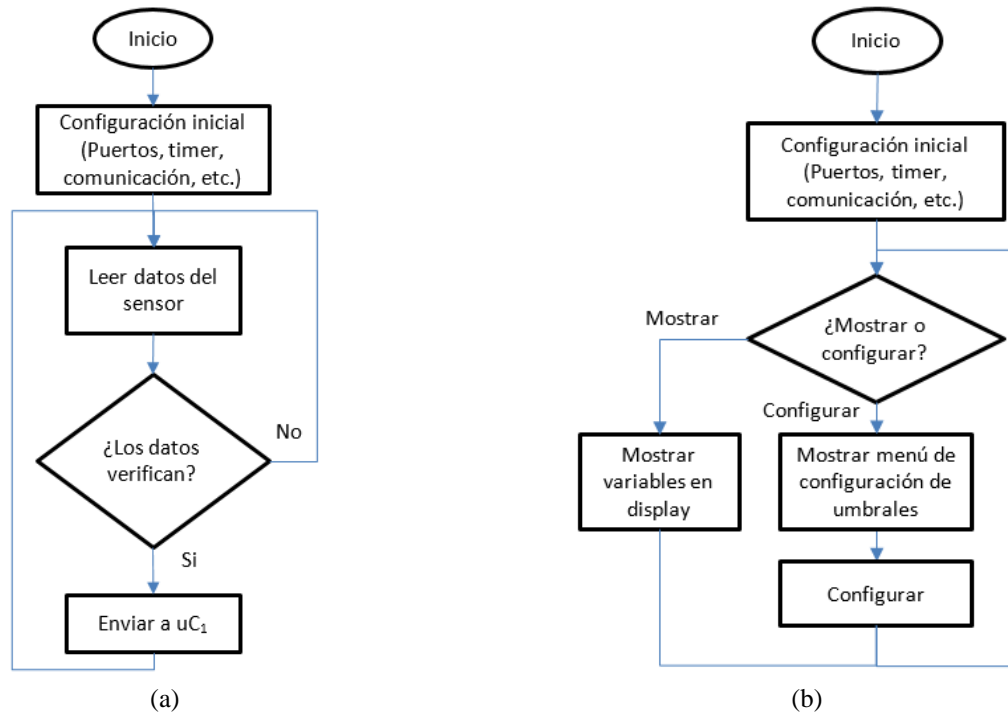 Inicio
Configuración inicial
(Puertos, timer,
comunicación, etc.)
Leer datos del
sensor
¿Los datos
verifican?
No
Si
Enviar a uC₁
(a)
Inicio
Configuración inicial
(Puertos, timer,
comunicación, etc.)
¿Mostrar o
configurar?
Mostrar
Configurar
Mostrar
variables en
display
Mostrar menú de
configuración de
umbrales
Configurar
(b)